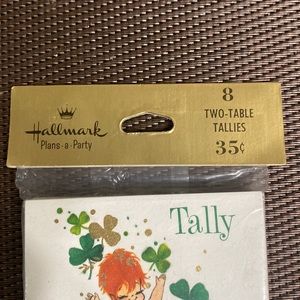 Hallmark
Plans-a-Party
8
TWO-TABLE
TALLIES
35¢
Tally